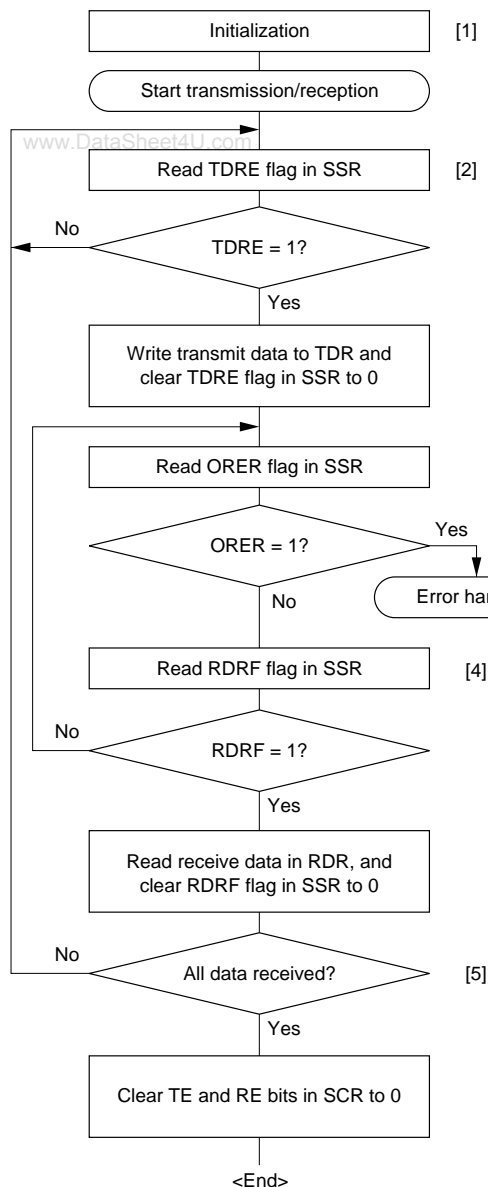 Initialization [1]
Start transmission/reception
www.DataSheet4U.com
Read TDRE flag in SSR [2]
No
TDRE = 1?
Yes
Write transmit data to TDR and
clear TDRE flag in SSR to 0
Read ORER flag in SSR
Yes
ORER = 1?
No
Error
Read RDRF flag in SSR [4]
No
RDRF = 1?
Yes
Read receive data in RDR, and
clear RDRF flag in SSR to 0
No
All data received? [5]
Yes
Clear TE and RE bits in SCR to 0
<End>